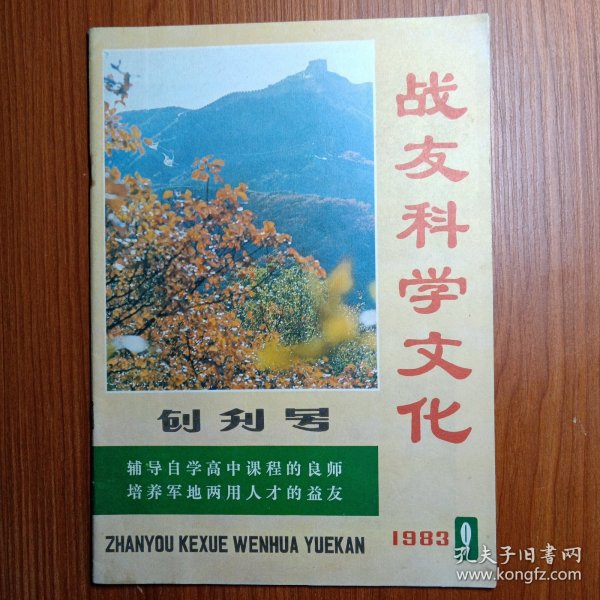 战友科学文化
创刊号
辅导自学高中课程的良师
培养军地两用人才的益友
1983
ZHANYOU KEXUE WENHUA YUEKAN
孔夫子旧书网
www.kongfz.com